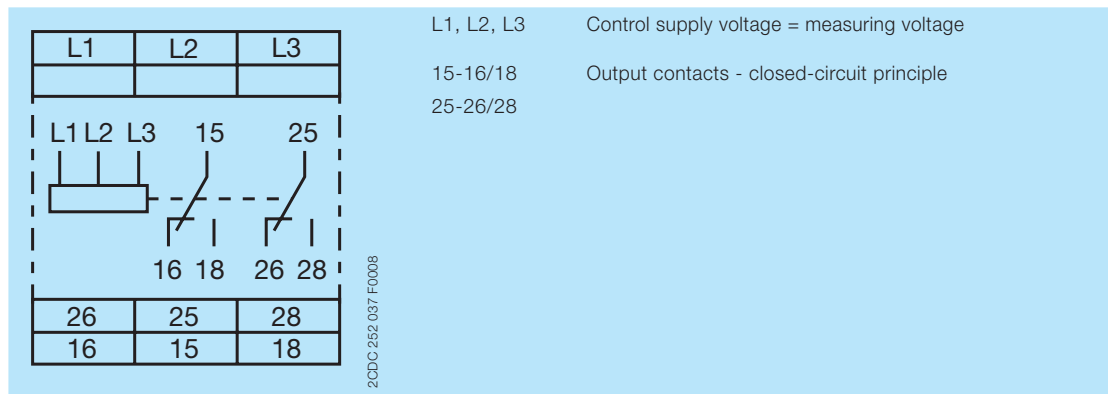 L1 L2 L3
L1 L2 L3 15 25
16 18 26 28
26 25 28
16 15 18
2CDC 252 037 F0008
L1, L2, L3 Control supply voltage = measuring voltage
15-16/18 Output contacts - closed-circuit principle
25-26/28